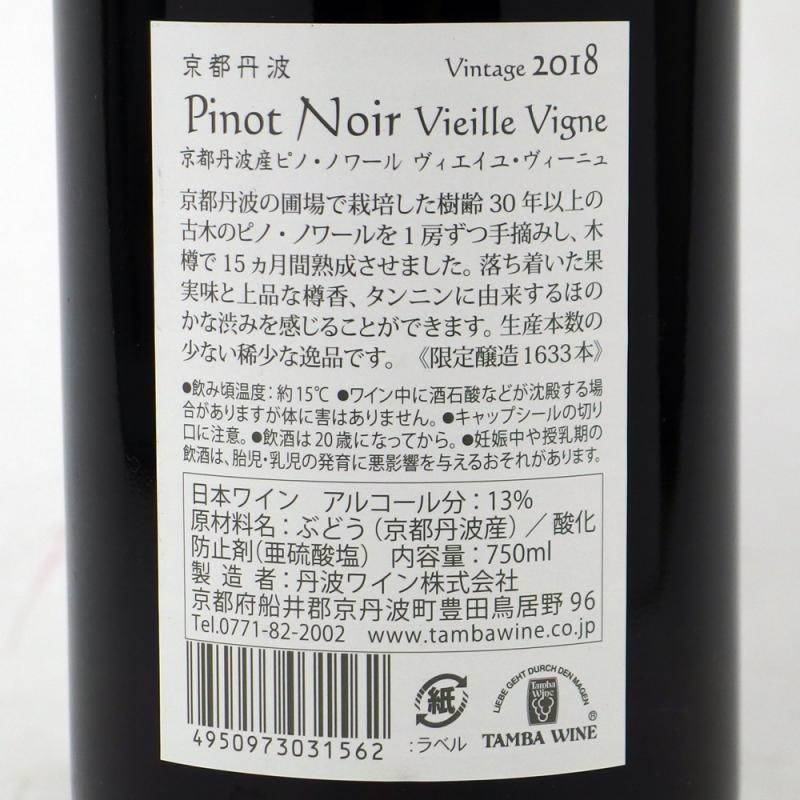 京都丹波 Vintage 2018
Pinot Noir Vieille Vigne
京都丹波産ピノ・ノワール ヴィエイユ・ヴィーニュ
京都丹波の圃場で栽培した樹齢30年以上の
古木のピノ・ノワールを1房ずつ手摘みし、木
樽で15ヵ月間熟成させました。落ち着いた果
実味と上品な樽香、タンニンに由来するほの
かな渋みを感じることができます。生産本数の
少ない稀少な逸品です。《限定醸造1633本》
●飲み頃温度：約15℃ ●ワイン中に酒石酸などが沈殿する場
合がありますが体に害はありません。●キャップシールの切り
口に注意。●飲酒は20歳になってから。●妊娠中や授乳期の
飲酒は、胎児・乳児の発育に悪影響を与えるおそれがあります。
日本ワイン アルコール分：13%
原材料名：ぶどう（京都丹波産）／酸化
防止剤（亜硫酸塩） 内容量：750ml
製造者：丹波ワイン株式会社
京都府船井郡京丹波町豊田鳥居野96
Tel.0771-82-2002 www.tambawine.co.jp
4950973031562
紙
:ラベル
LIEBE GEHT DURCH DEN MAGEN
Tamba
Wine
®
TAMBA WINE